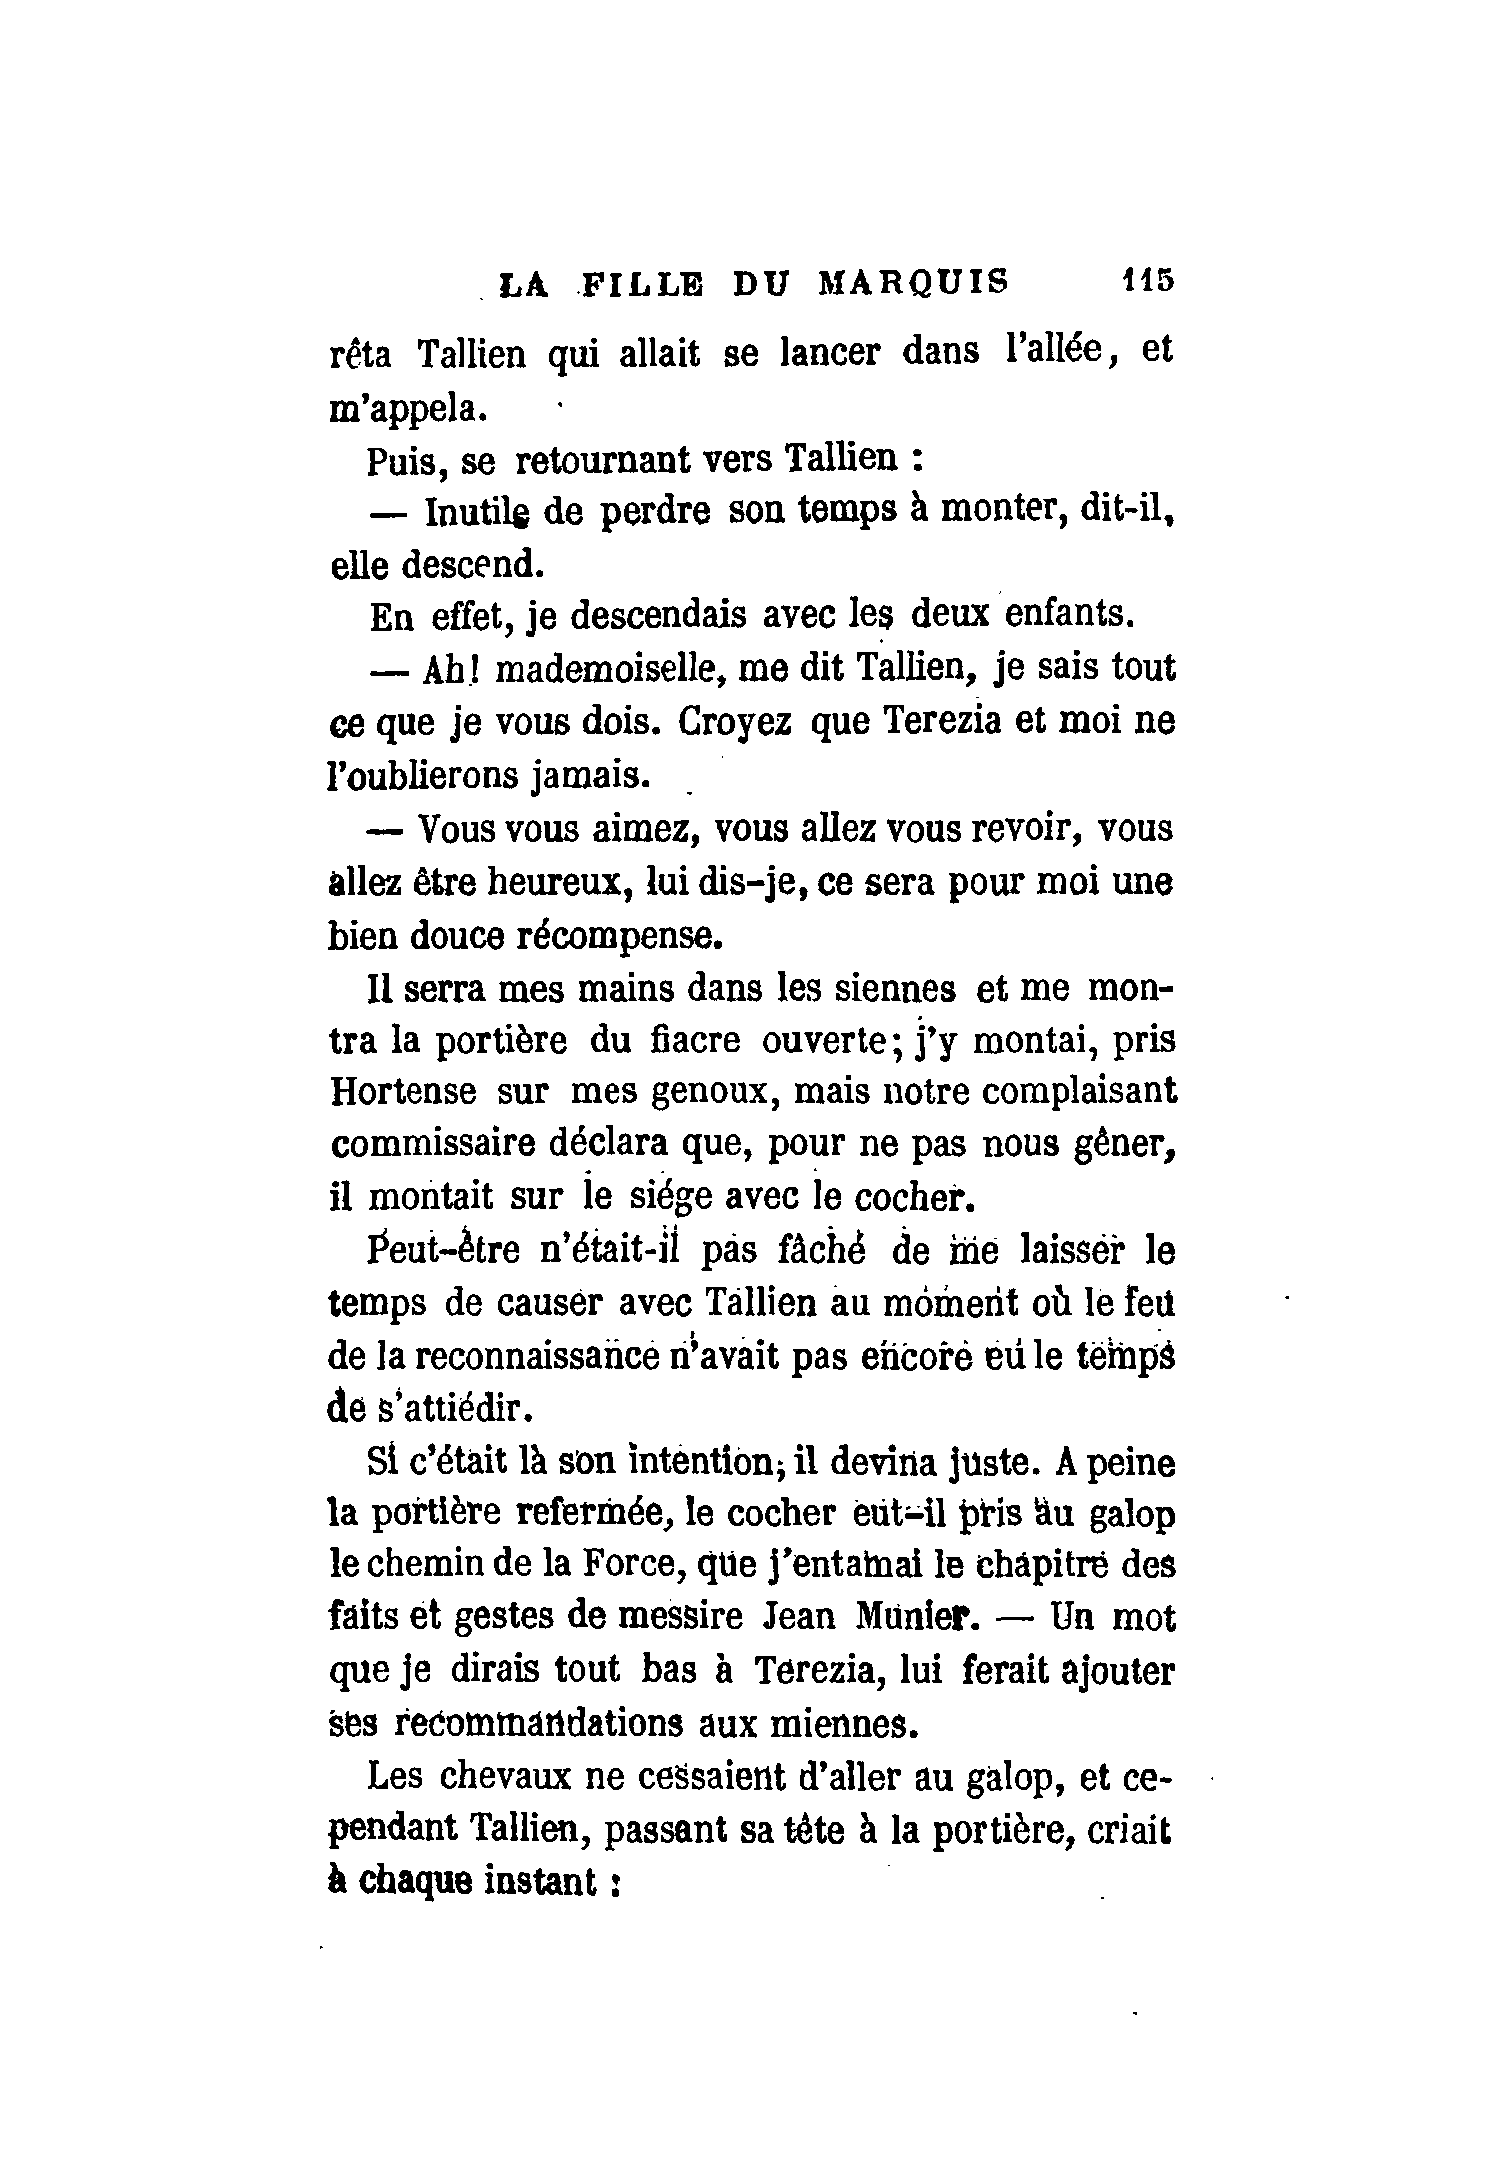 LA FILLE DU MARQUIS 115
rêta Tallien qui allait se lancer dans l'allée, et
m'appela.
Puis, se retournant vers Tallien :
— Inutile de perdre son temps à monter, dit-il,
elle descend.
En effet, je descendais avec les deux enfants.
— Ah! mademoiselle, me dit Tallien, je sais tout
ce que je vous dois. Croyez que Terezia et moi ne
l'oublierons jamais.
— Vous vous aimez, vous allez vous revoir, vous
allez être heureux, lui dis-je, ce sera pour moi une
bien douce récompense.
Il serra mes mains dans les siennes et me mon-
tra la portière du fiacre ouverte; j'y montai, pris
Hortense sur mes genoux, mais notre complaisant
commissaire déclara que, pour ne pas nous gêner,
il montait sur le siége avec le cocher.
Peut-être n'était-il pas fâché de me laisser le
temps de causer avec Tallien au moment où le feu
de la reconnaissance n'avait pas encore eu le temps
de s'attiédir.
Si c'était là son intention, il devina juste. A peine
la portière refermée, le cocher eut-il pris au galop
le chemin de la Force, que j'entamai le chapitre des
faits et gestes de messire Jean Munier. — Un mot
que je dirais tout bas à Terezia, lui ferait ajouter
ses recommandations aux miennes.
Les chevaux ne cessaient d'aller au galop, et ce-
pendant Tallien, passant sa tête à la portière, criait
à chaque instant :